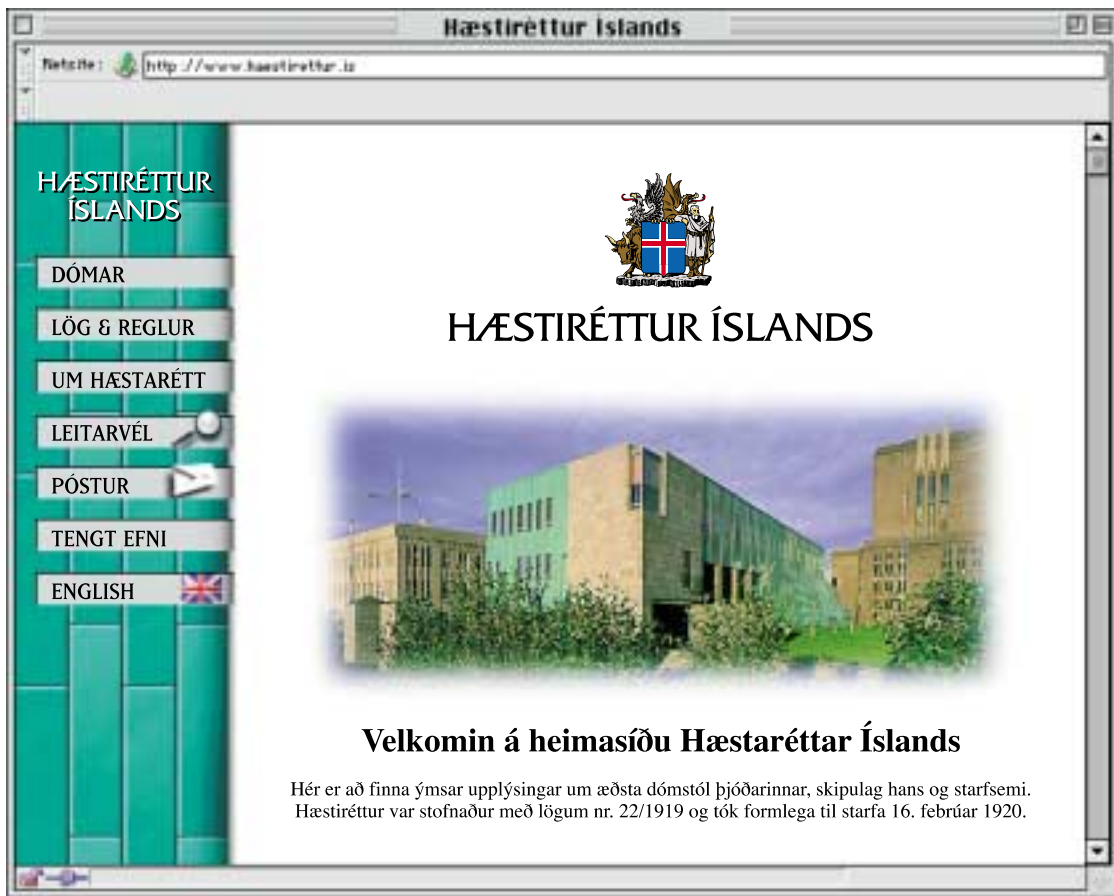 Hæstiréttur Íslands
Netsite: http://www.haestirettur.is
HÆSTIRÉTTUR
ÍSLANDS
DÓMAR
LÖG & REGLUR
UM HÆSTARÉTT
LEITARVÉL
PÓSTUR
TENGT EFNI
ENGLISH
HÆSTIRÉTTUR ÍSLANDS
Velkomin á heimasíðu Hæstaréttar Íslands
Hér er að finna ýmsar upplýsingar um æðsta dómstól þjóðarinnar, skipulag hans og starfsemi.
Hæstiréttur var stofnaður með lögum nr. 22/1919 og tók formlega til starfa 16. febrúar 1920.